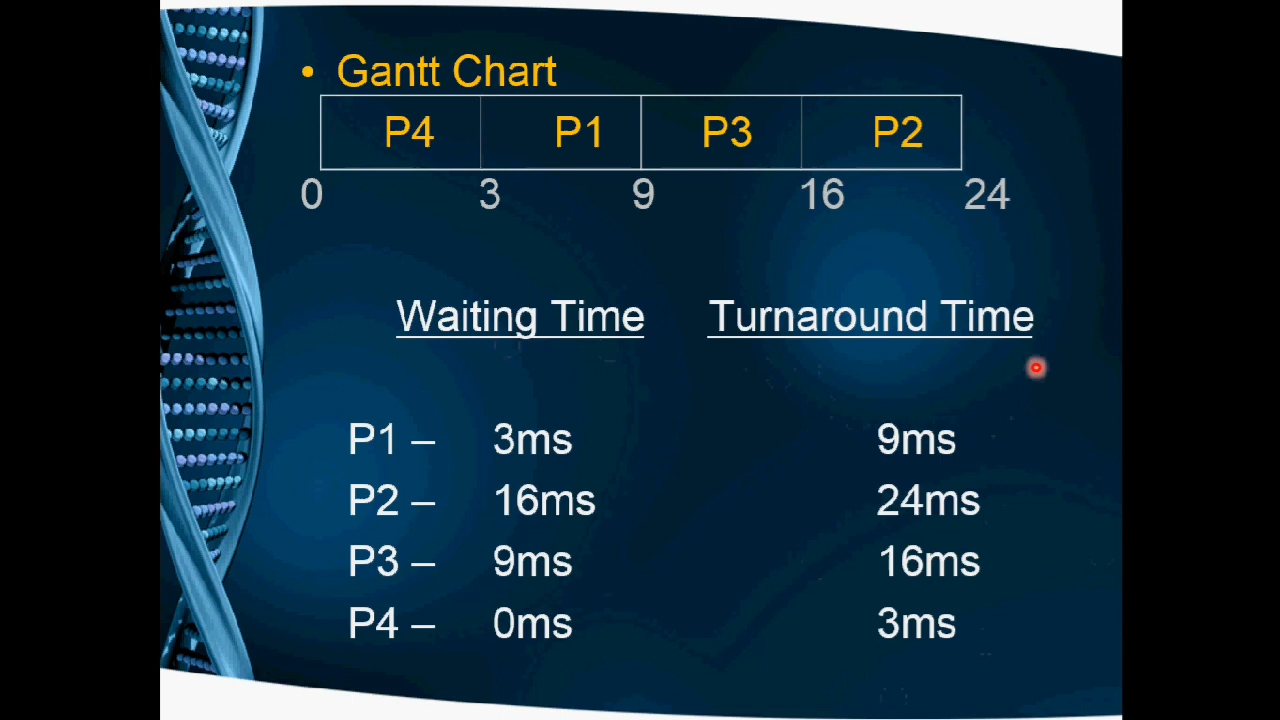 • Gantt Chart
P4 P1 P3 P2
0 3 9 16 24
Waiting Time Turnaround Time
P1 – 3ms 9ms
P2 – 16ms 24ms
P3 – 9ms 16ms
P4 – 0ms 3ms